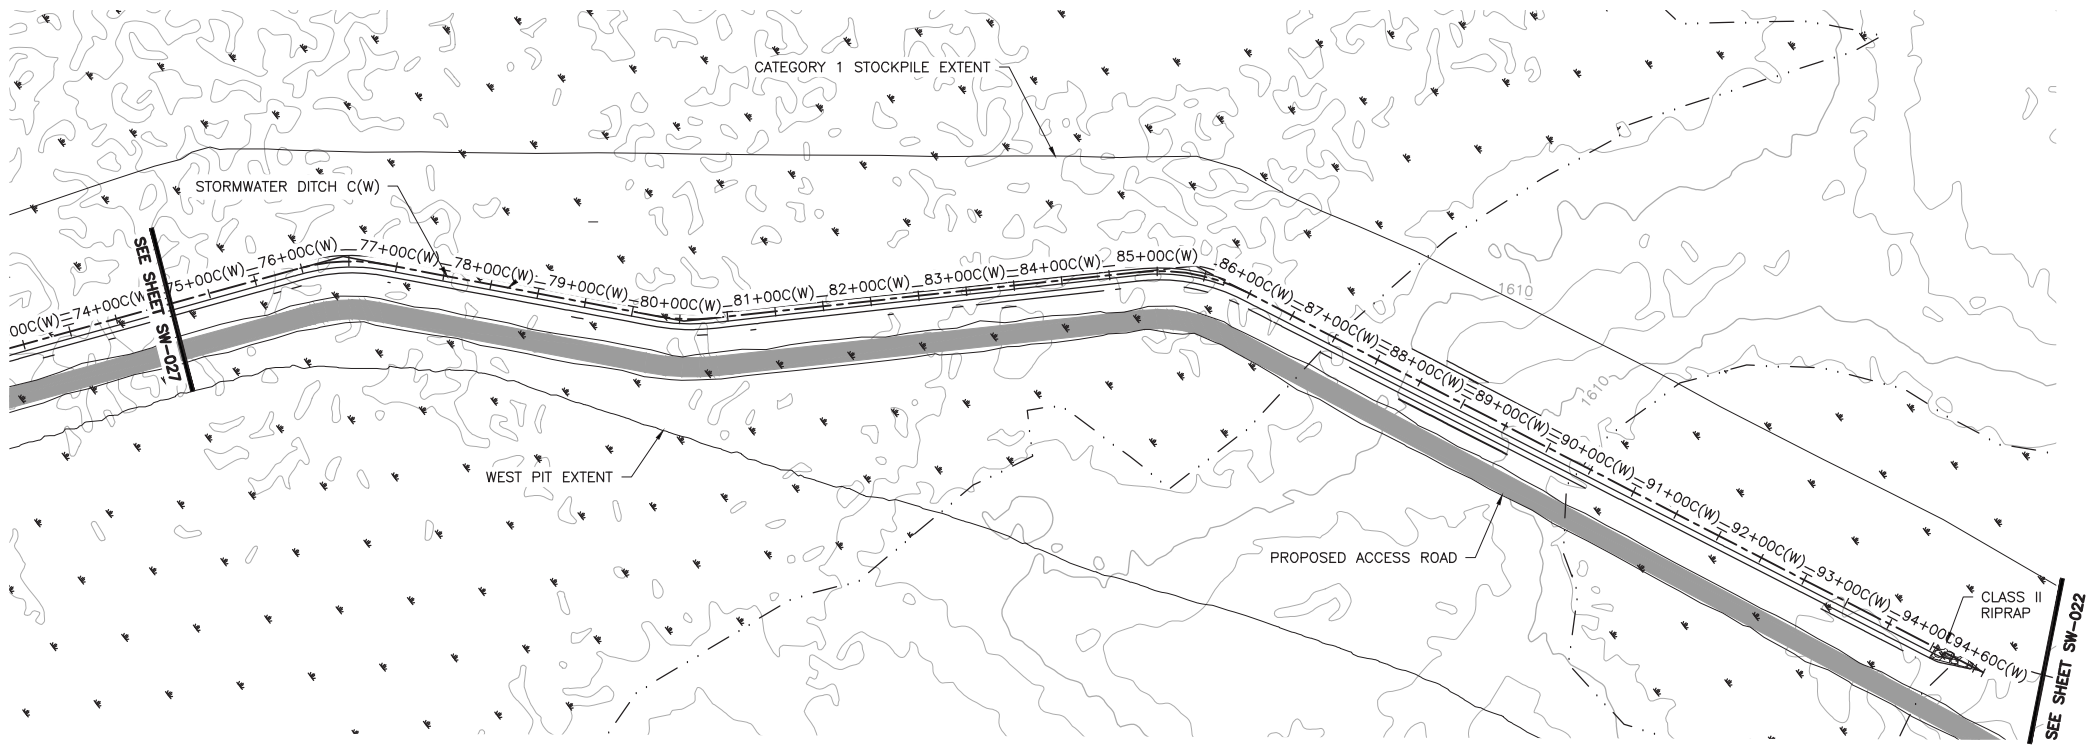 CATEGORY 1 STOCKPILE EXTENT
STORMWATER DITCH C(W)
SEE SHEET SW-027
00C(W)
74+00C(W)
75+00C(W)
76+00C(W)
77+00C(W)
78+00C(W)
79+00C(W)
80+00C(W)
81+00C(W)
82+00C(W)
83+00C(W)
84+00C(W)
85+00C(W)
86+00C(W)
87+00C(W)
88+00C(W)
89+00C(W)
90+00C(W)
91+00C(W)
92+00C(W)
93+00C(W)
94+00C
94+60C(W)
1610
1610
WEST PIT EXTENT
PROPOSED ACCESS ROAD
CLASS II
RIPRAP
SEE SHEET SW-022